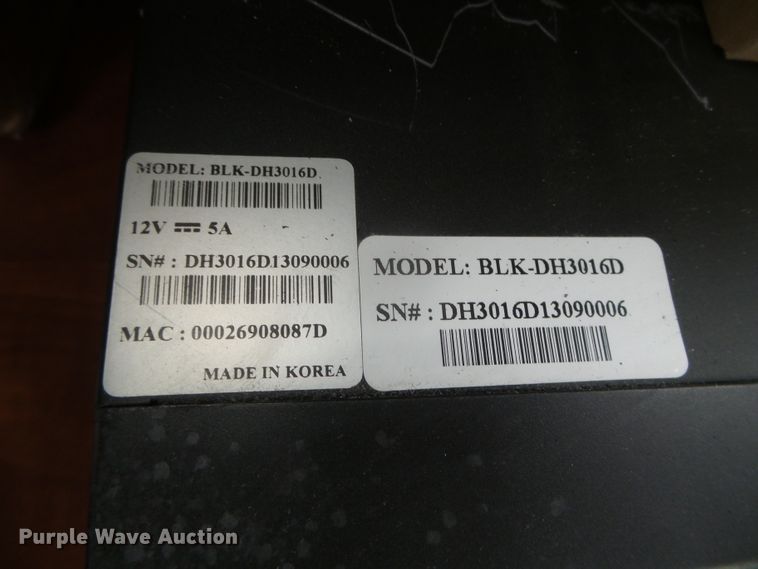 MODEL: BLK-DH3016D
12V ⎓ 5A
SN# : DH3016D13090006
MAC : 00026908087D
MADE IN KOREA
MODEL: BLK-DH3016D
SN# : DH3016D13090006
Purple Wave Auction